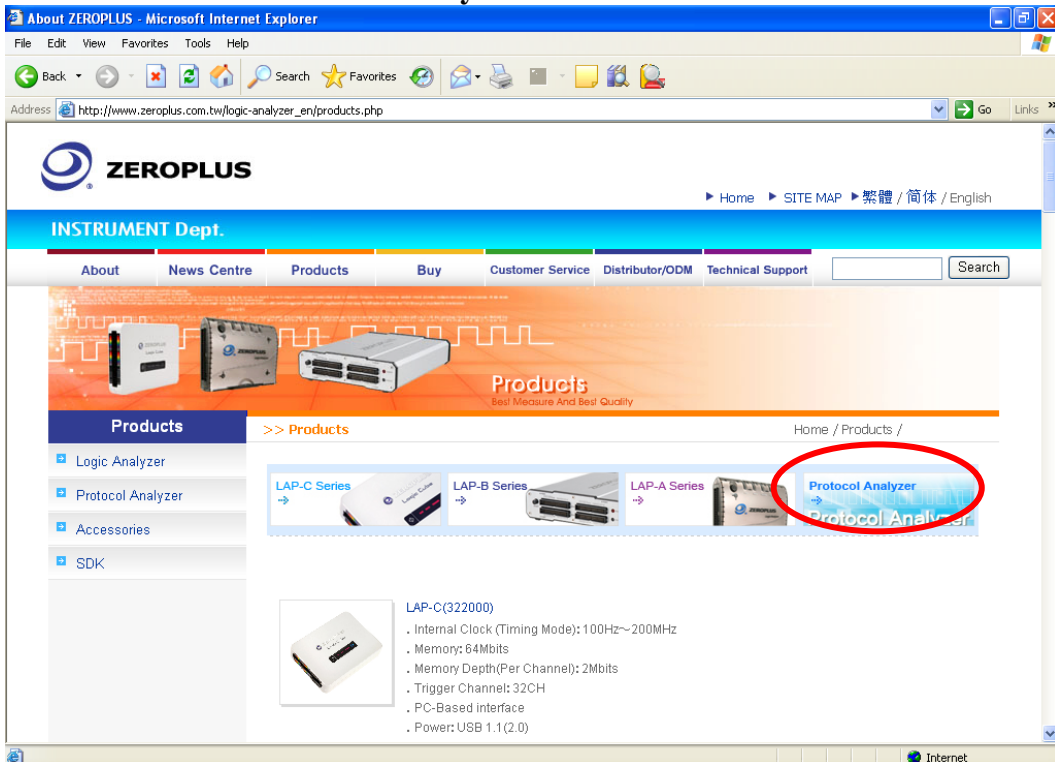 About ZEROPLUS - Microsoft Internet Explorer
File Edit View Favorites Tools Help
Back Search Favorites
Address http://www.zeroplus.com.tw/logic-analyzer_en/products.php Go Links »
ZEROPLUS
Home SITE MAP 繁體 / 简体 / English
INSTRUMENT Dept.
About News Centre Products Buy Customer Service Distributor/ODM Technical Support Search
Products
Best Measure And Best Quality
Products
>> Products Home / Products /
Logic Analyzer
Protocol Analyzer
Accessories
SDK
LAP-C Series LAP-B Series LAP-A Series Protocol Analyzer
Protocol Analyzer
LAP-C(322000)
. Internal Clock (Timing Mode): 100Hz~200MHz
. Memory: 64Mbits
. Memory Depth(Per Channel): 2Mbits
. Trigger Channel: 32CH
. PC-Based interface
. Power: USB 1.1(2.0)
Internet